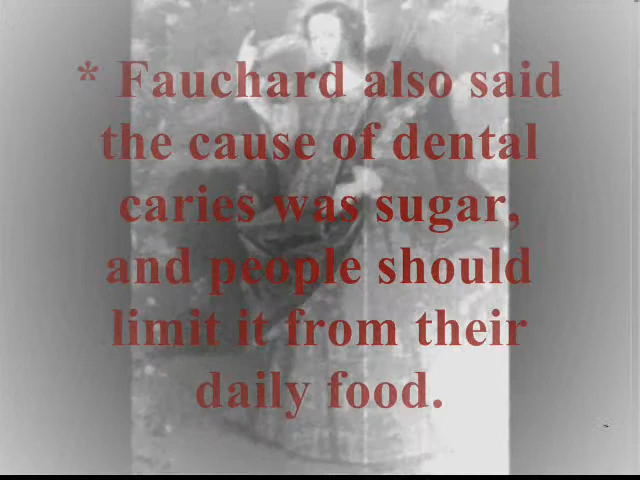 * Fauchard also said
the cause of dental
caries was sugar,
and people should
limit it from their
daily food.